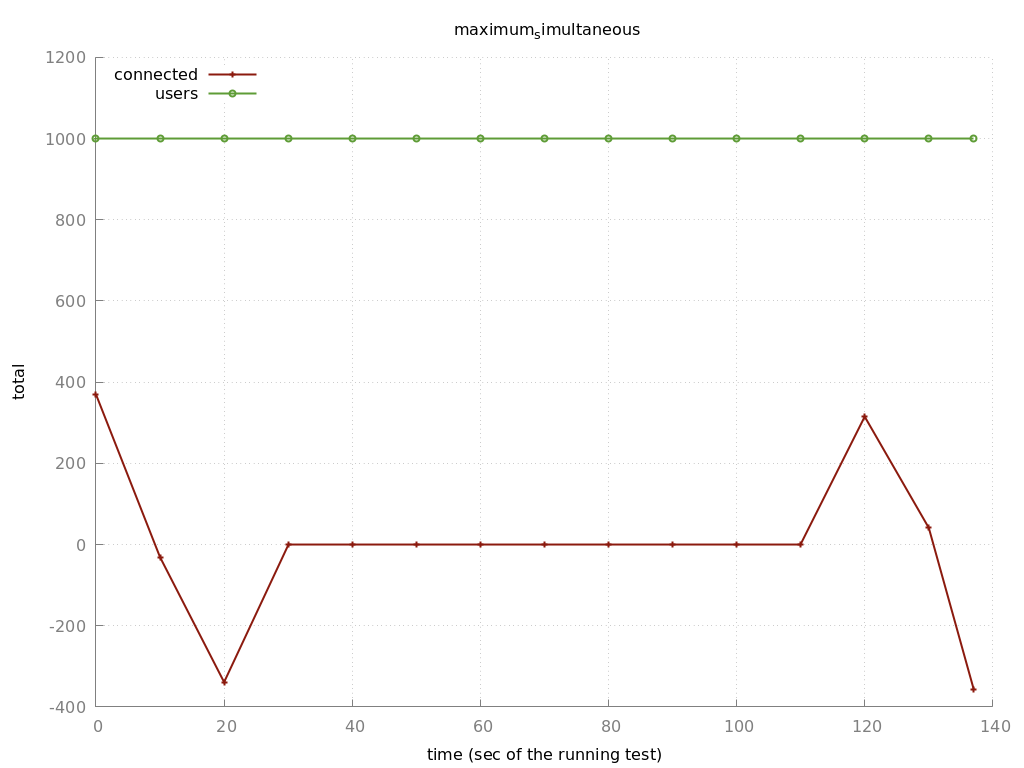 maximumsimultaneous
1200
connected
users
1000
800
600
400
total
200
0
-200
-400
0 20 40 60 80 100 120 140
time (sec of the running test)